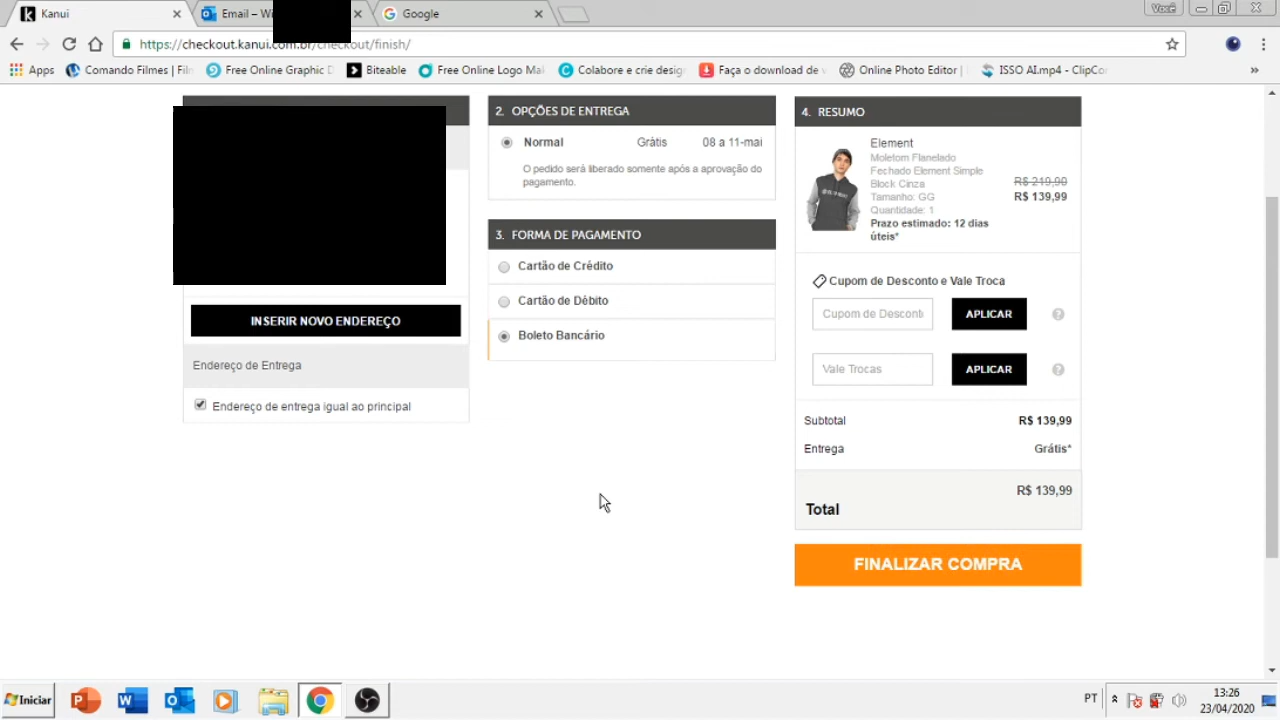 Kanui
Email – Wi
Google
Você
https://checkout.kanui.com.br/checkout/finish/
Apps
Comando Filmes | Film
Free Online Graphic D
Biteable
Free Online Logo Mak
Colabore e crie design
Faça o download de v
Online Photo Editor |
ISSO AI.mp4 - ClipCon
»
INSERIR NOVO ENDEREÇO
Endereço de Entrega
Endereço de entrega igual ao principal
2. OPÇÕES DE ENTREGA
Normal Grátis 08 a 11-mai
O pedido será liberado somente após a aprovação do
pagamento.
3. FORMA DE PAGAMENTO
Cartão de Crédito
Cartão de Débito
Boleto Bancário
4. RESUMO
Element
Moletom Flanelado
Fechado Element Simple
Block Cinza
Tamanho: GG
Quantidade: 1
Prazo estimado: 12 dias
úteis*
R$ 219,90
R$ 139,99
Cupom de Desconto e Vale Troca
Cupom de Descont APLICAR ?
Vale Trocas APLICAR ?
Subtotal R$ 139,99
Entrega Grátis*
R$ 139,99
Total
FINALIZAR COMPRA
Iniciar
PT
13:26
23/04/2020